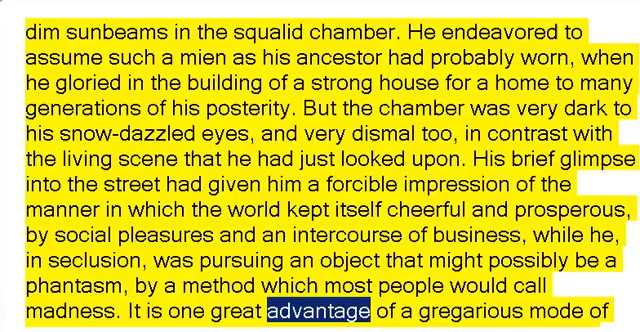 dim sunbeams in the squalid chamber. He endeavored to
assume such a mien as his ancestor had probably worn, when
he gloried in the building of a strong house for a home to many
generations of his posterity. But the chamber was very dark to
his snow-dazzled eyes, and very dismal too, in contrast with
the living scene that he had just looked upon. His brief glimpse
into the street had given him a forcible impression of the
manner in which the world kept itself cheerful and prosperous,
by social pleasures and an intercourse of business, while he,
in seclusion, was pursuing an object that might possibly be a
phantasm, by a method which most people would call
madness. It is one great advantage of a gregarious mode of